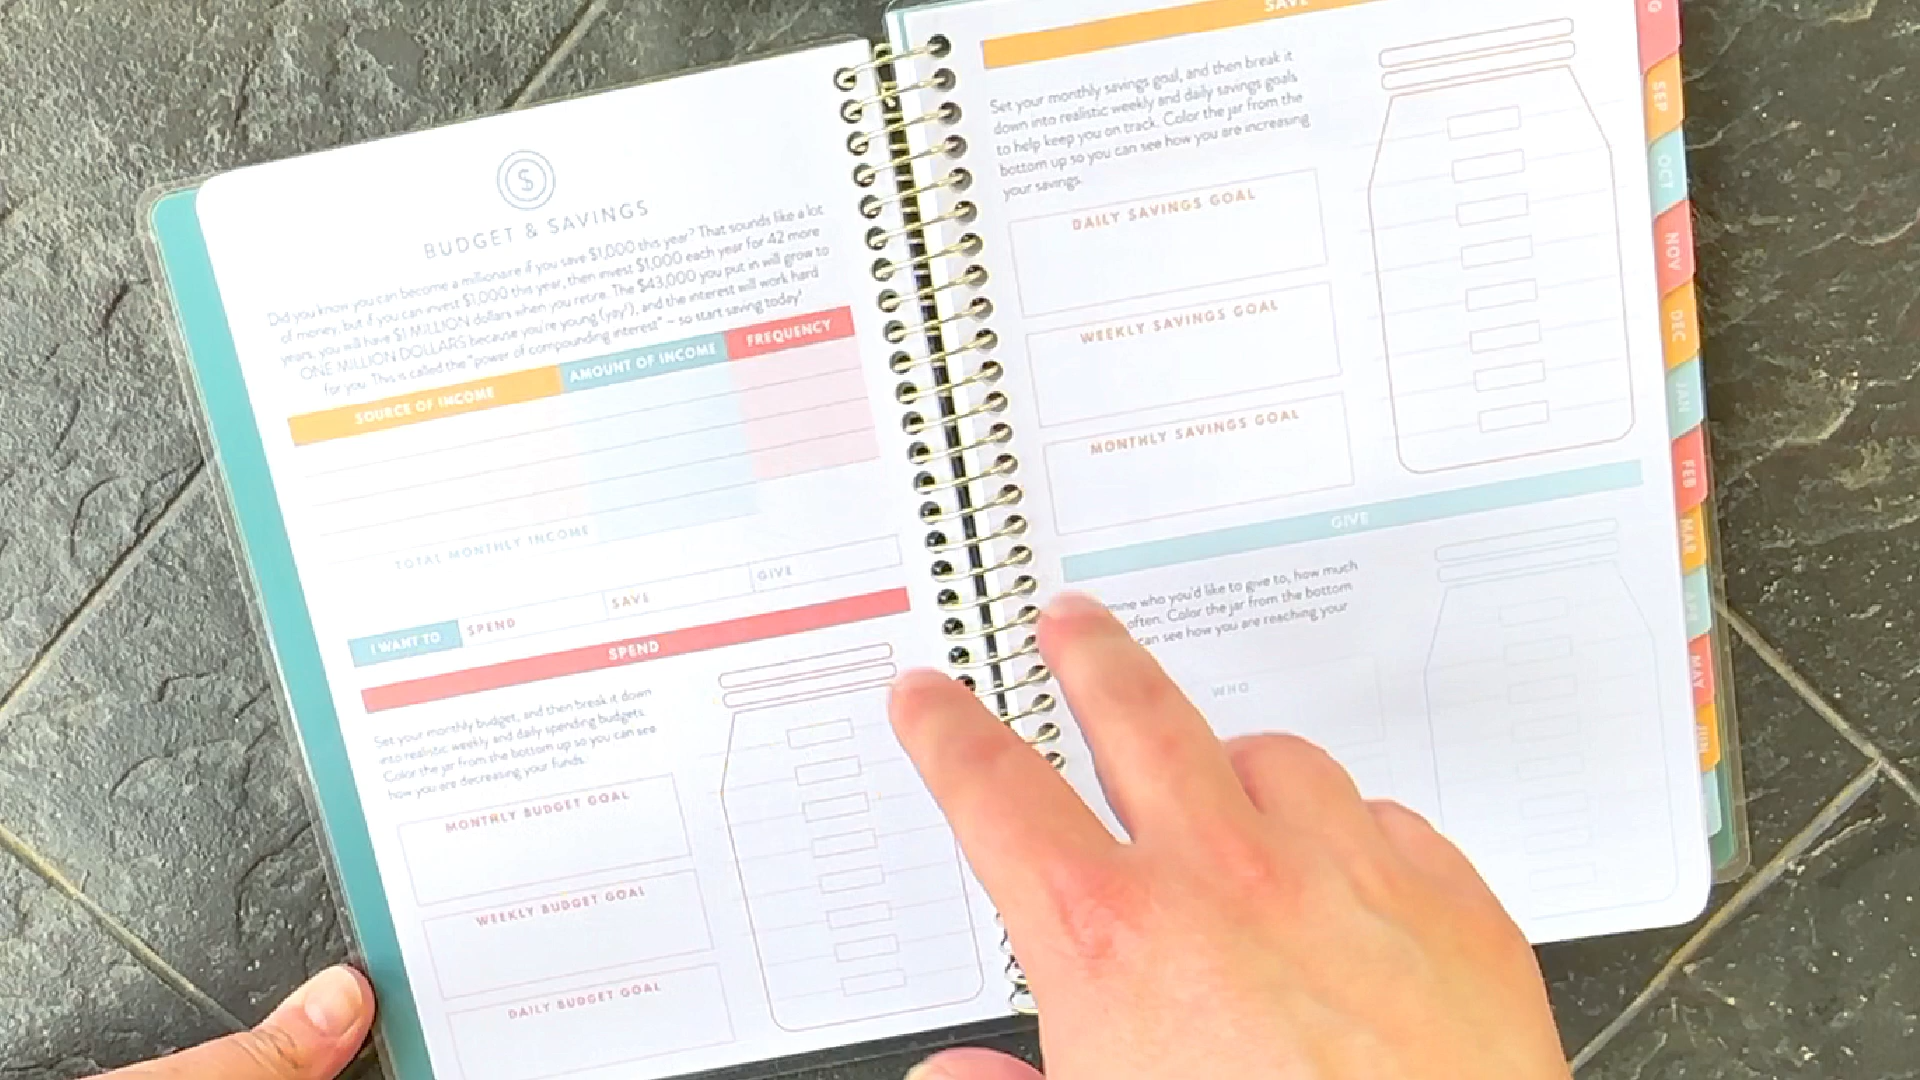 BUDGET & SAVINGS
Did you know you can become a millionaire if you save $1,000 this year? That sounds like a lot
of money, but if you can invest $1,000 this year, then invest $1,000 each year for 42 more
years, you will have $1 MILLION dollars when you retire. The $43,000 you put in will grow to
ONE MILLION DOLLARS because you're young (yay!), and the interest will work hard
for you. This is called the "power of compounding interest" – so start saving today!
SOURCE OF INCOME
AMOUNT OF INCOME
FREQUENCY
TOTAL MONTHLY INCOME
I WANT TO
SPEND
SAVE
GIVE
SPEND
Set your monthly budget, and then break it down
into realistic weekly and daily spending budgets.
Color the jar from the bottom up so you can see
how you are decreasing your funds.
MONTHLY BUDGET GOAL
WEEKLY BUDGET GOAL
DAILY BUDGET GOAL
SAVE
Set your monthly savings goal, and then break it
down into realistic weekly and daily savings goals
to help keep you on track. Color the jar from the
bottom up so you can see how you are increasing
your savings.
DAILY SAVINGS GOAL
WEEKLY SAVINGS GOAL
MONTHLY SAVINGS GOAL
GIVE
who you'd like to give to, how much
often. Color the jar from the bottom
can see how you are reaching your
WHO
SEP
OCT
NOV
DEC
JAN
FEB
MAR
APR
MAY
JUN